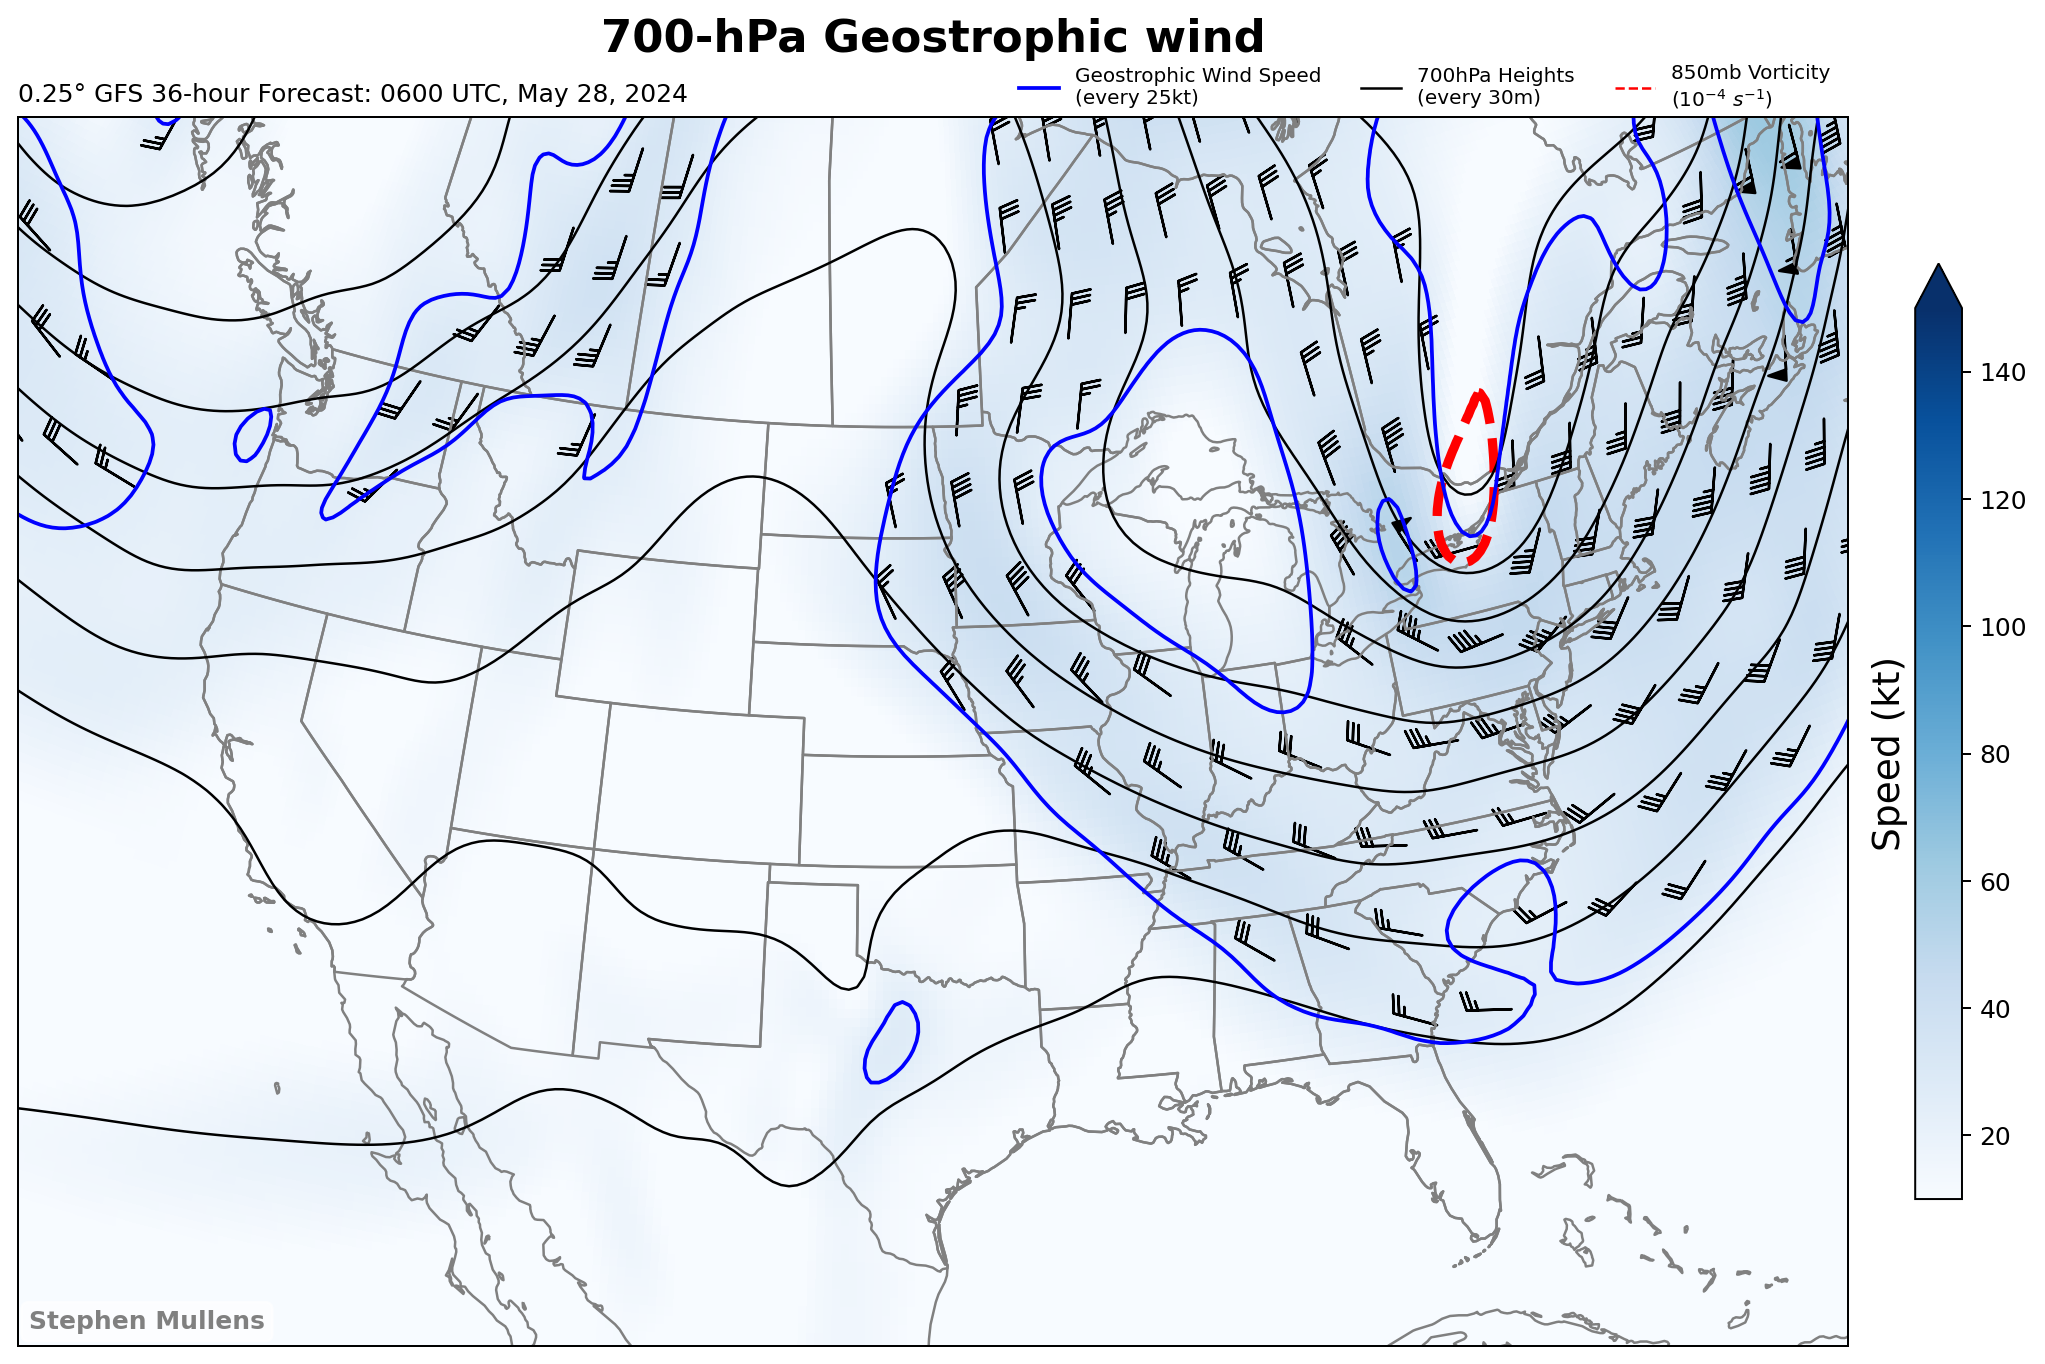 700-hPa Geostrophic wind
0.25° GFS 36-hour Forecast: 0600 UTC, May 28, 2024
Geostrophic Wind Speed
(every 25kt)
700hPa Heights
(every 30m)
850mb Vorticity
(10⁻⁴ s⁻¹)
140
120
100
80
60
40
20
Speed (kt)
Stephen Mullens